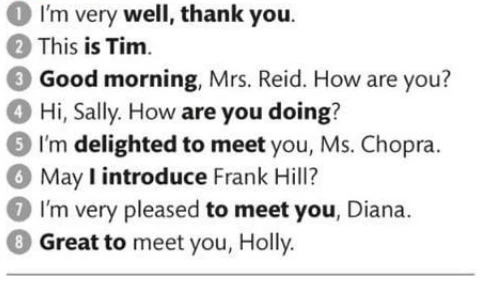 1 I'm very well, thank you.
2 This is Tim.
3 Good morning, Mrs. Reid. How are you?
4 Hi, Sally. How are you doing?
5 I'm delighted to meet you, Ms. Chopra.
6 May I introduce Frank Hill?
7 I'm very pleased to meet you, Diana.
8 Great to meet you, Holly.